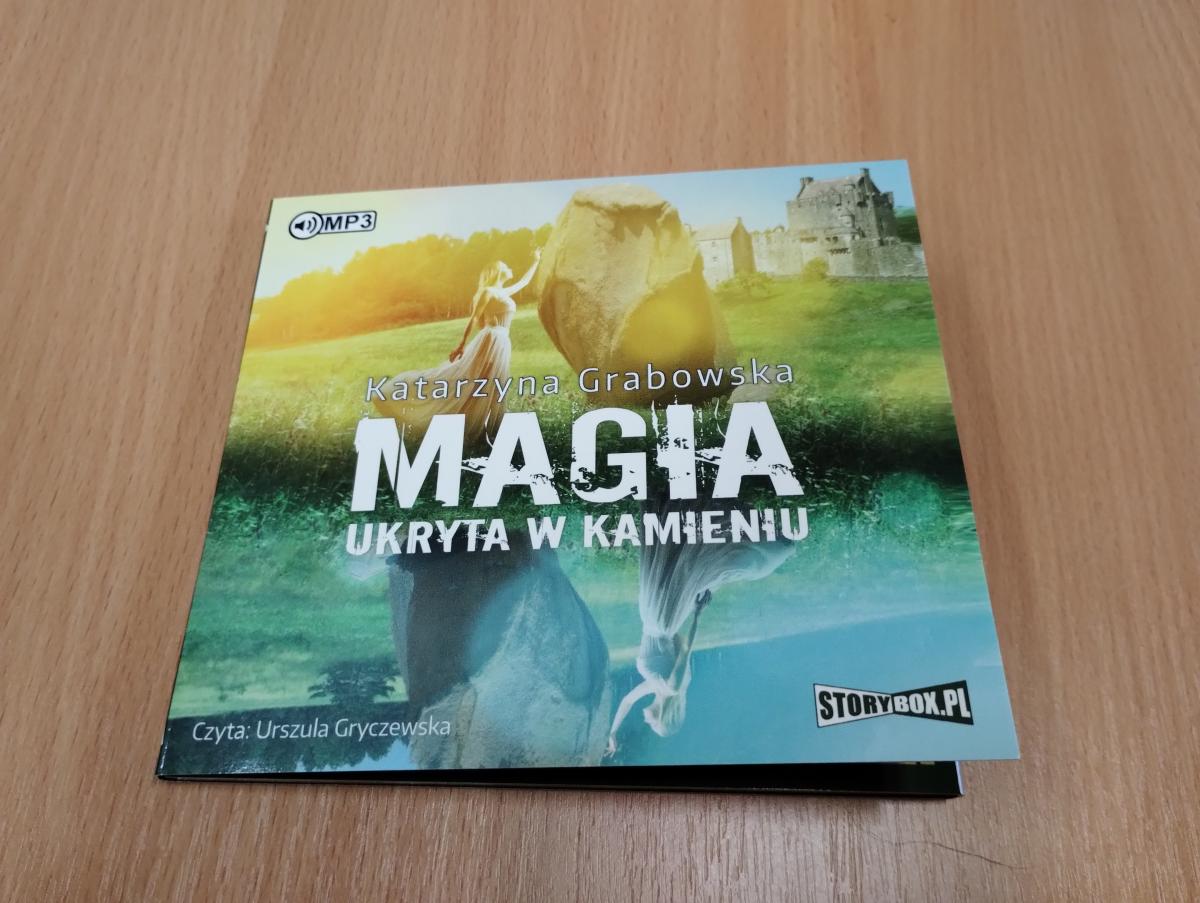 MP3
Katarzyna Grabowska
MAGIA
UKRYTA W KAMIENIU
Czyta: Urszula Gryczewska
STORYBOX.PL